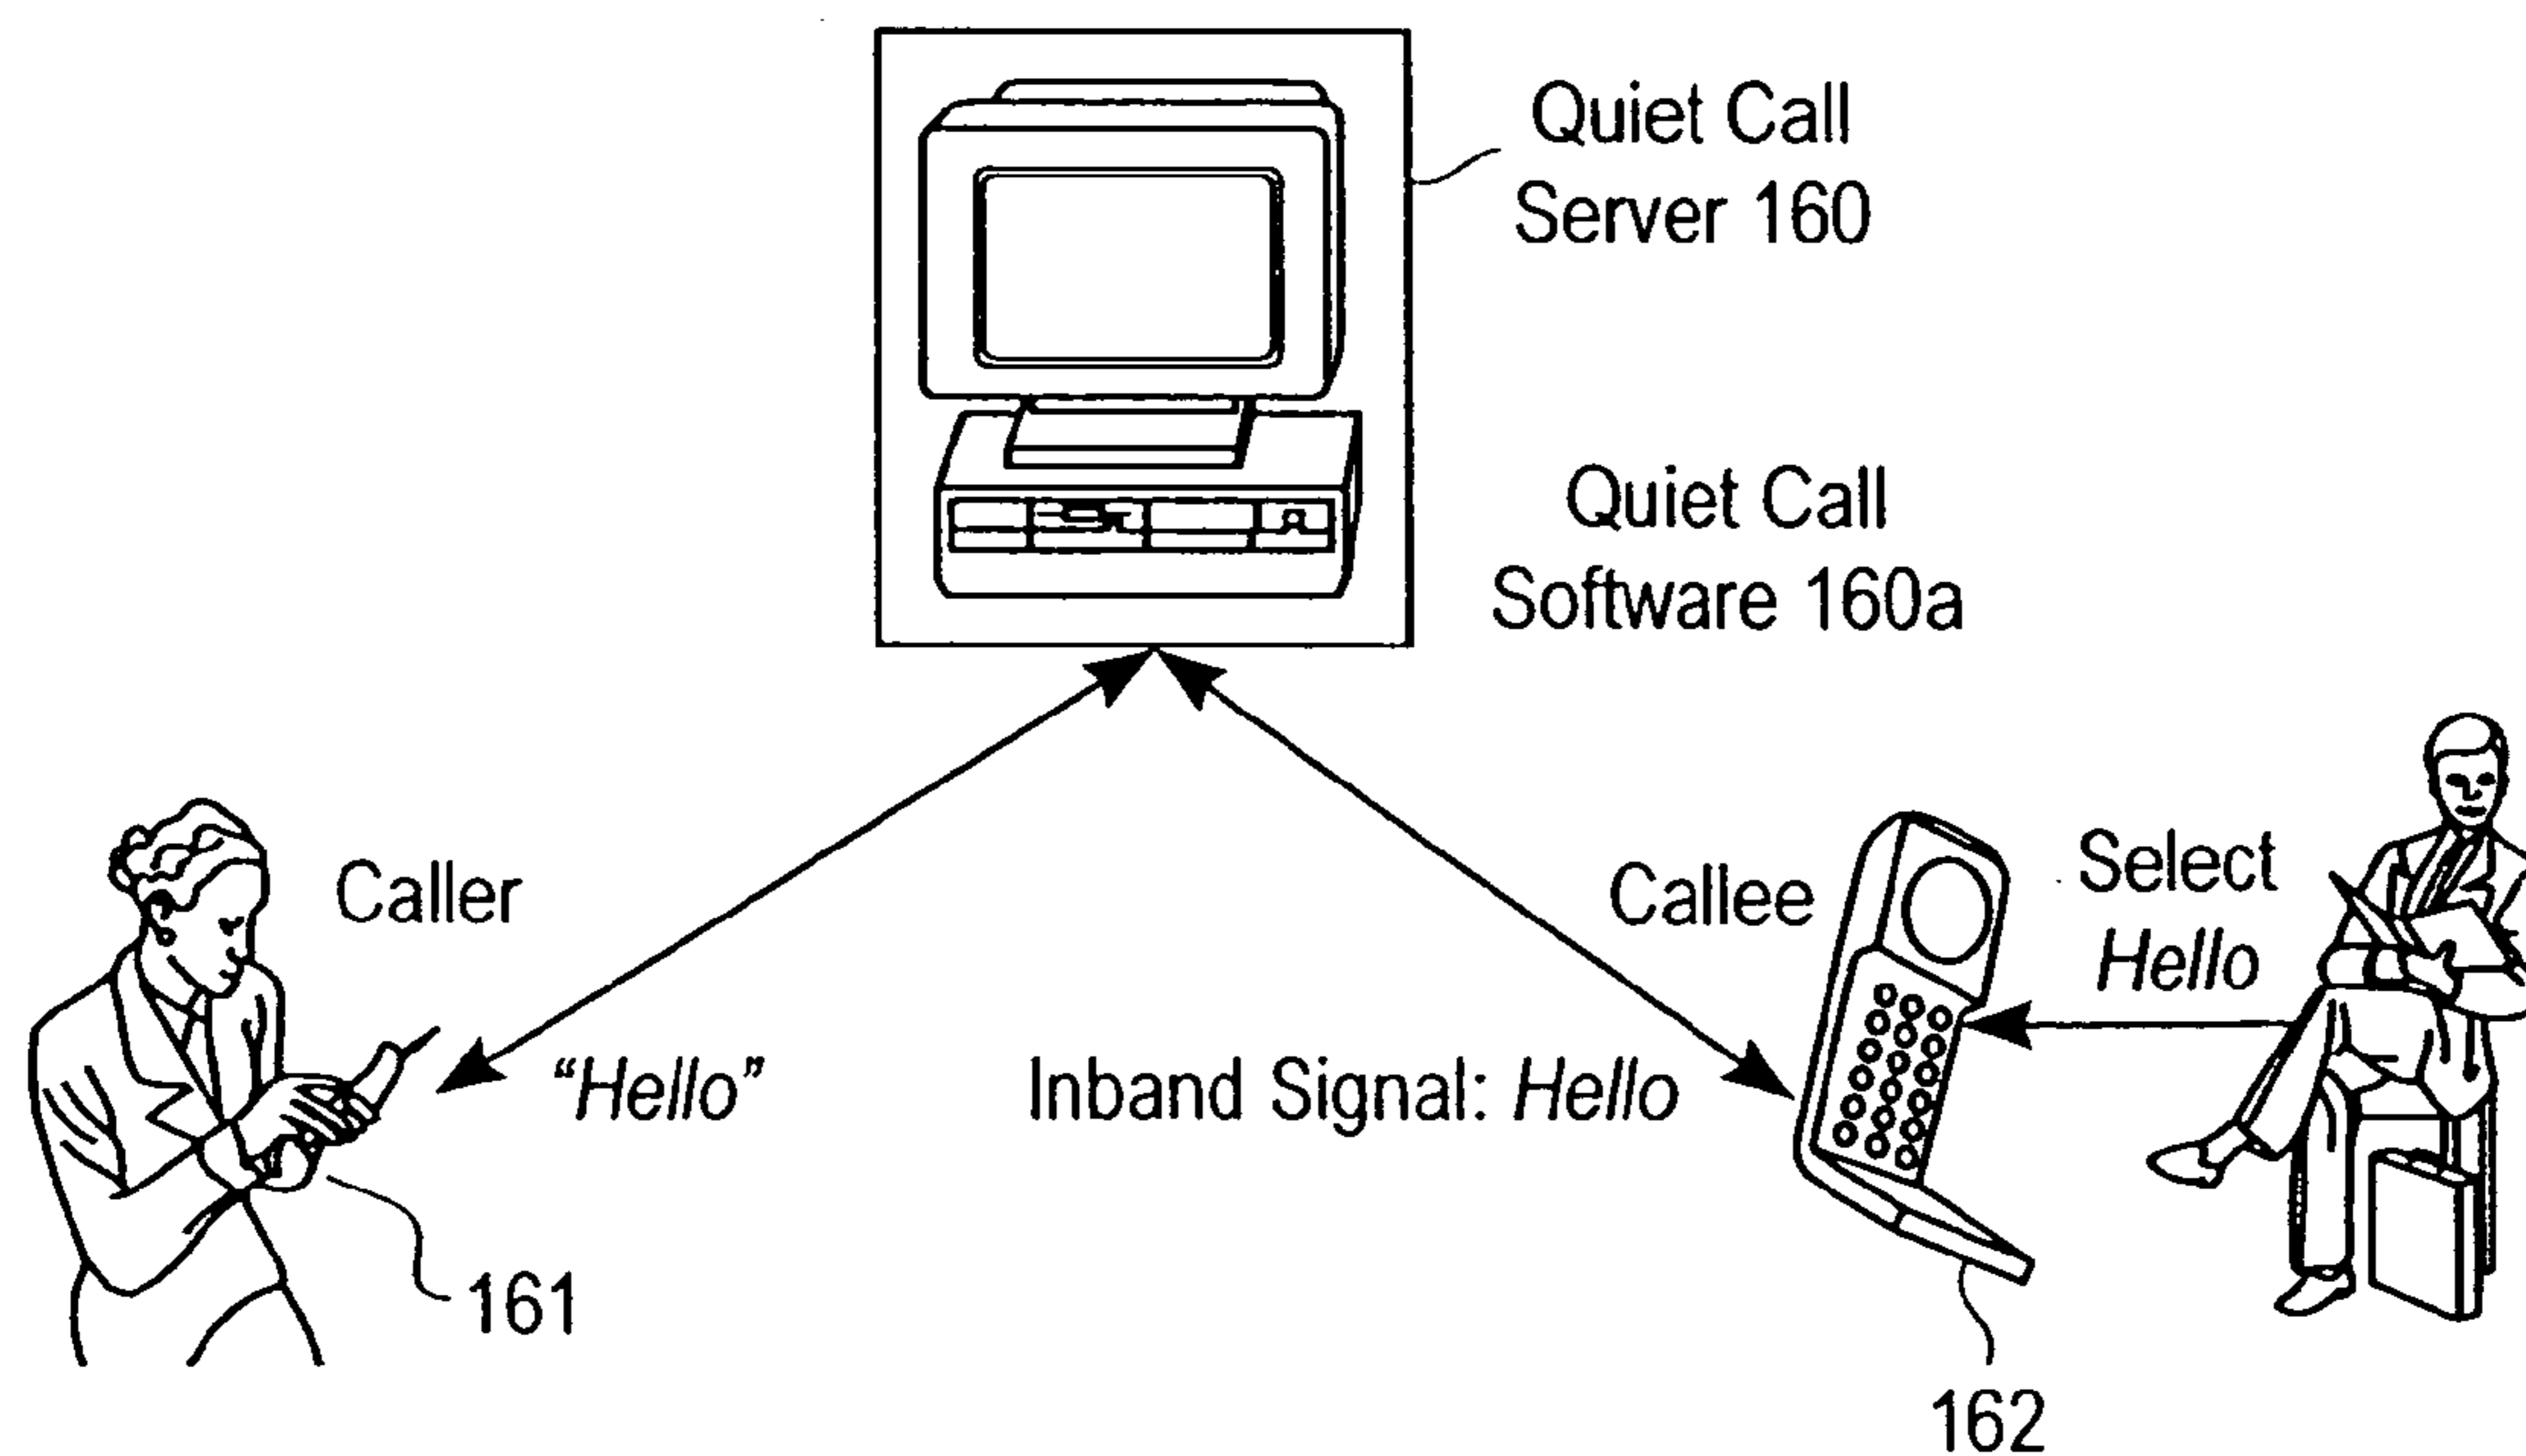 Quiet Call
Server 160
Quiet Call
Software 160a
Caller
Callee
Select
Hello
“Hello”
Inband Signal: Hello
161
162